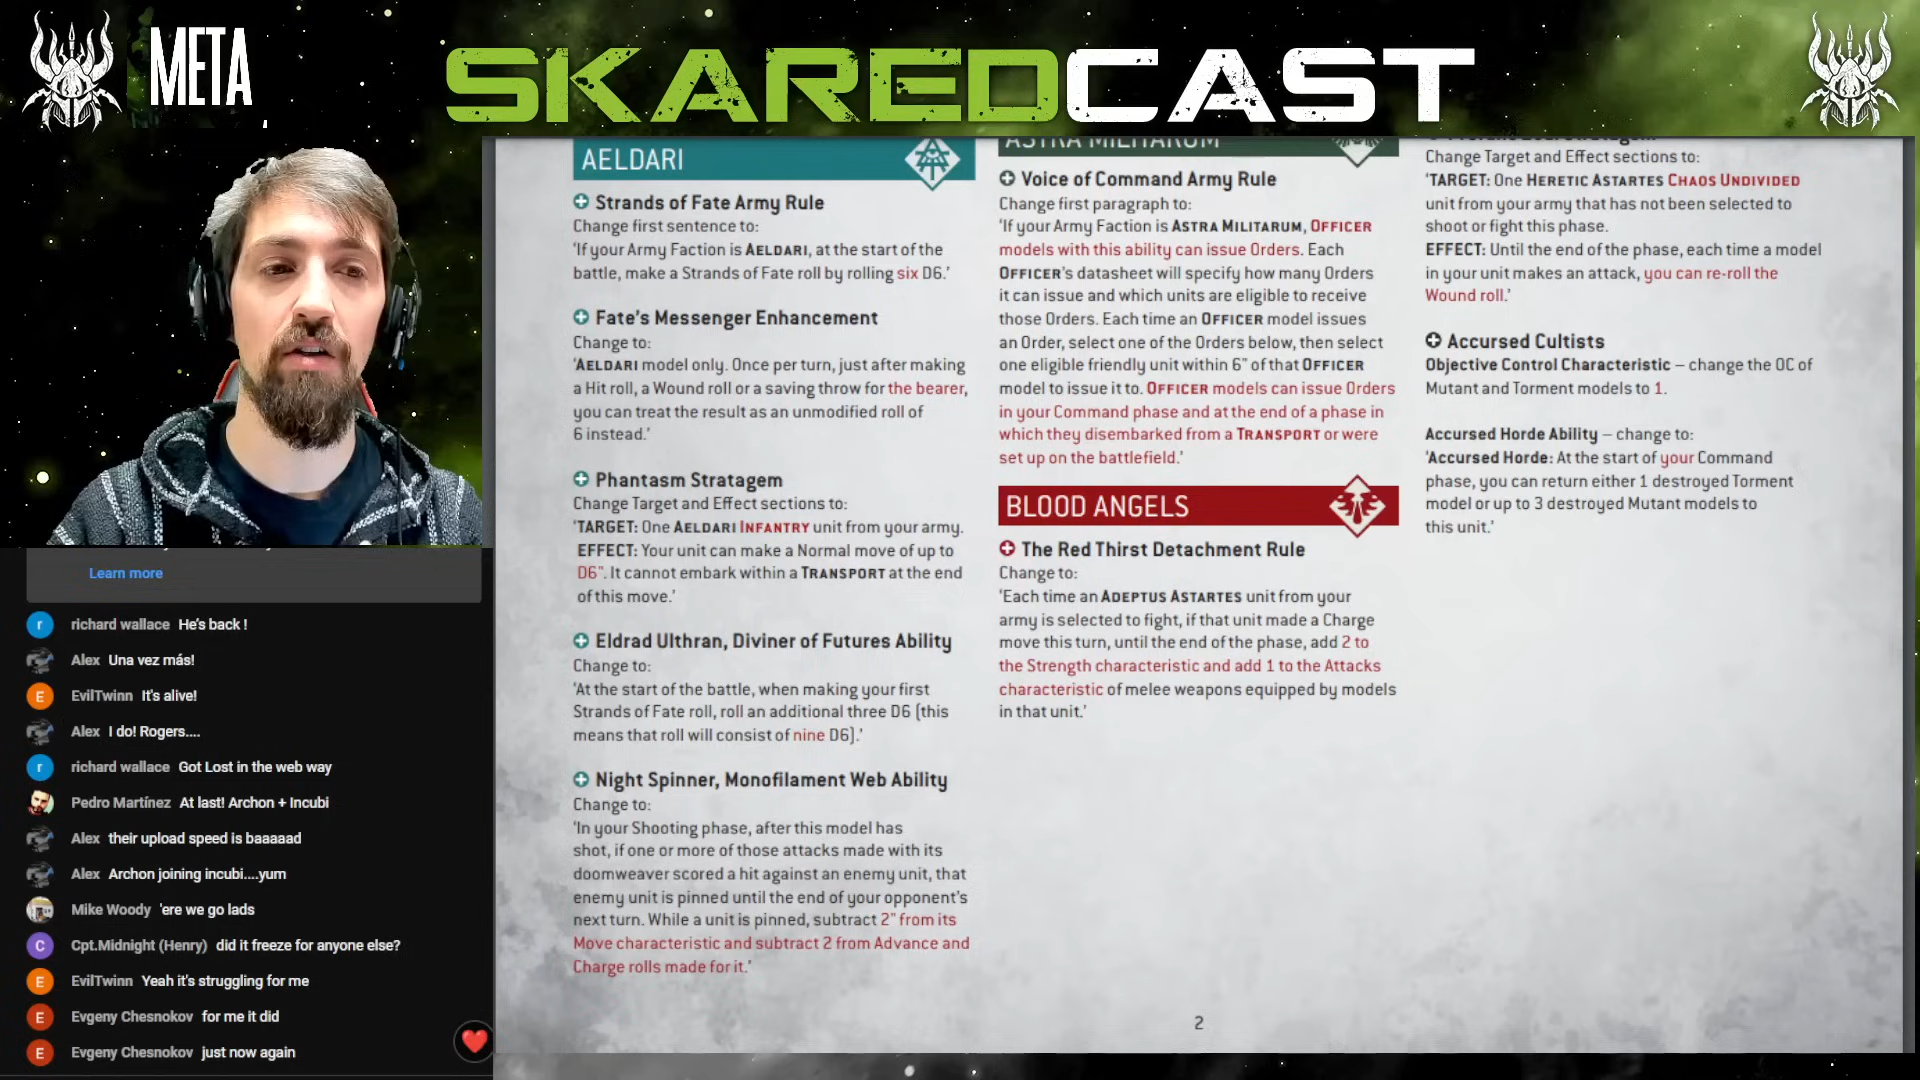 META
SKAREDCAST
Learn more
richard wallace He's back !
Alex Una vez más!
EvilTwinn It's alive!
Alex I do! Rogers....
richard wallace Got Lost in the web way
Pedro Martínez At last! Archon + Incubi
Alex their upload speed is baaaaad
Alex Archon joining incubi....yum
Mike Woody 'ere we go lads
Cpt.Midnight (Henry) did it freeze for anyone else?
EvilTwinn Yeah it's struggling for me
Evgeny Chesnokov for me it did
Evgeny Chesnokov just now again
AELDARI
Strands of Fate Army Rule
Change first sentence to:
'If your Army Faction is AELDARI, at the start of the
battle, make a Strands of Fate roll by rolling six D6.'
Fate's Messenger Enhancement
Change to:
'AELDARI model only. Once per turn, just after making
a Hit roll, a Wound roll or a saving throw for the bearer,
you can treat the result as an unmodified roll of
6 instead.'
Phantasm Stratagem
Change Target and Effect sections to:
'TARGET: One AELDARI INFANTRY unit from your army.
EFFECT: Your unit can make a Normal move of up to
D6". It cannot embark within a TRANSPORT at the end
of this move.'
Eldrad Ulthran, Diviner of Futures Ability
Change to:
'At the start of the battle, when making your first
Strands of Fate roll, roll an additional three D6 (this
means that roll will consist of nine D6).'
Night Spinner, Monofilament Web Ability
Change to:
'In your Shooting phase, after this model has
shot, if one or more of those attacks made with its
doomweaver scored a hit against an enemy unit, that
enemy unit is pinned until the end of your opponent's
next turn. While a unit is pinned, subtract 2" from its
Move characteristic and subtract 2 from Advance and
Charge rolls made for it.'
ASTRA MILITARUM
Voice of Command Army Rule
Change first paragraph to:
'If your Army Faction is ASTRA MILITARUM, OFFICER
models with this ability can issue Orders. Each
OFFICER's datasheet will specify how many Orders
it can issue and which units are eligible to receive
those Orders. Each time an OFFICER model issues
an Order, select one of the Orders below, then select
one eligible friendly unit within 6" of that OFFICER
model to issue it to. OFFICER models can issue Orders
in your Command phase and at the end of a phase in
which they disembarked from a TRANSPORT or were
set up on the battlefield.'
BLOOD ANGELS
The Red Thirst Detachment Rule
Change to:
'Each time an ADEPTUS ASTARTES unit from your
army is selected to fight, if that unit made a Charge
move this turn, until the end of the phase, add 2 to
the Strength characteristic and add 1 to the Attacks
characteristic of melee weapons equipped by models
in that unit.'
Change Target and Effect sections to:
'TARGET: One HERETIC ASTARTES CHAOS UNDIVIDED
unit from your army that has not been selected to
shoot or fight this phase.
EFFECT: Until the end of the phase, each time a model
in your unit makes an attack, you can re-roll the
Wound roll.'
Accursed Cultists
Objective Control Characteristic – change the OC of
Mutant and Torment models to 1.
Accursed Horde Ability – change to:
'Accursed Horde: At the start of your Command
phase, you can return either 1 destroyed Torment
model or up to 3 destroyed Mutant models to
this unit.'
2